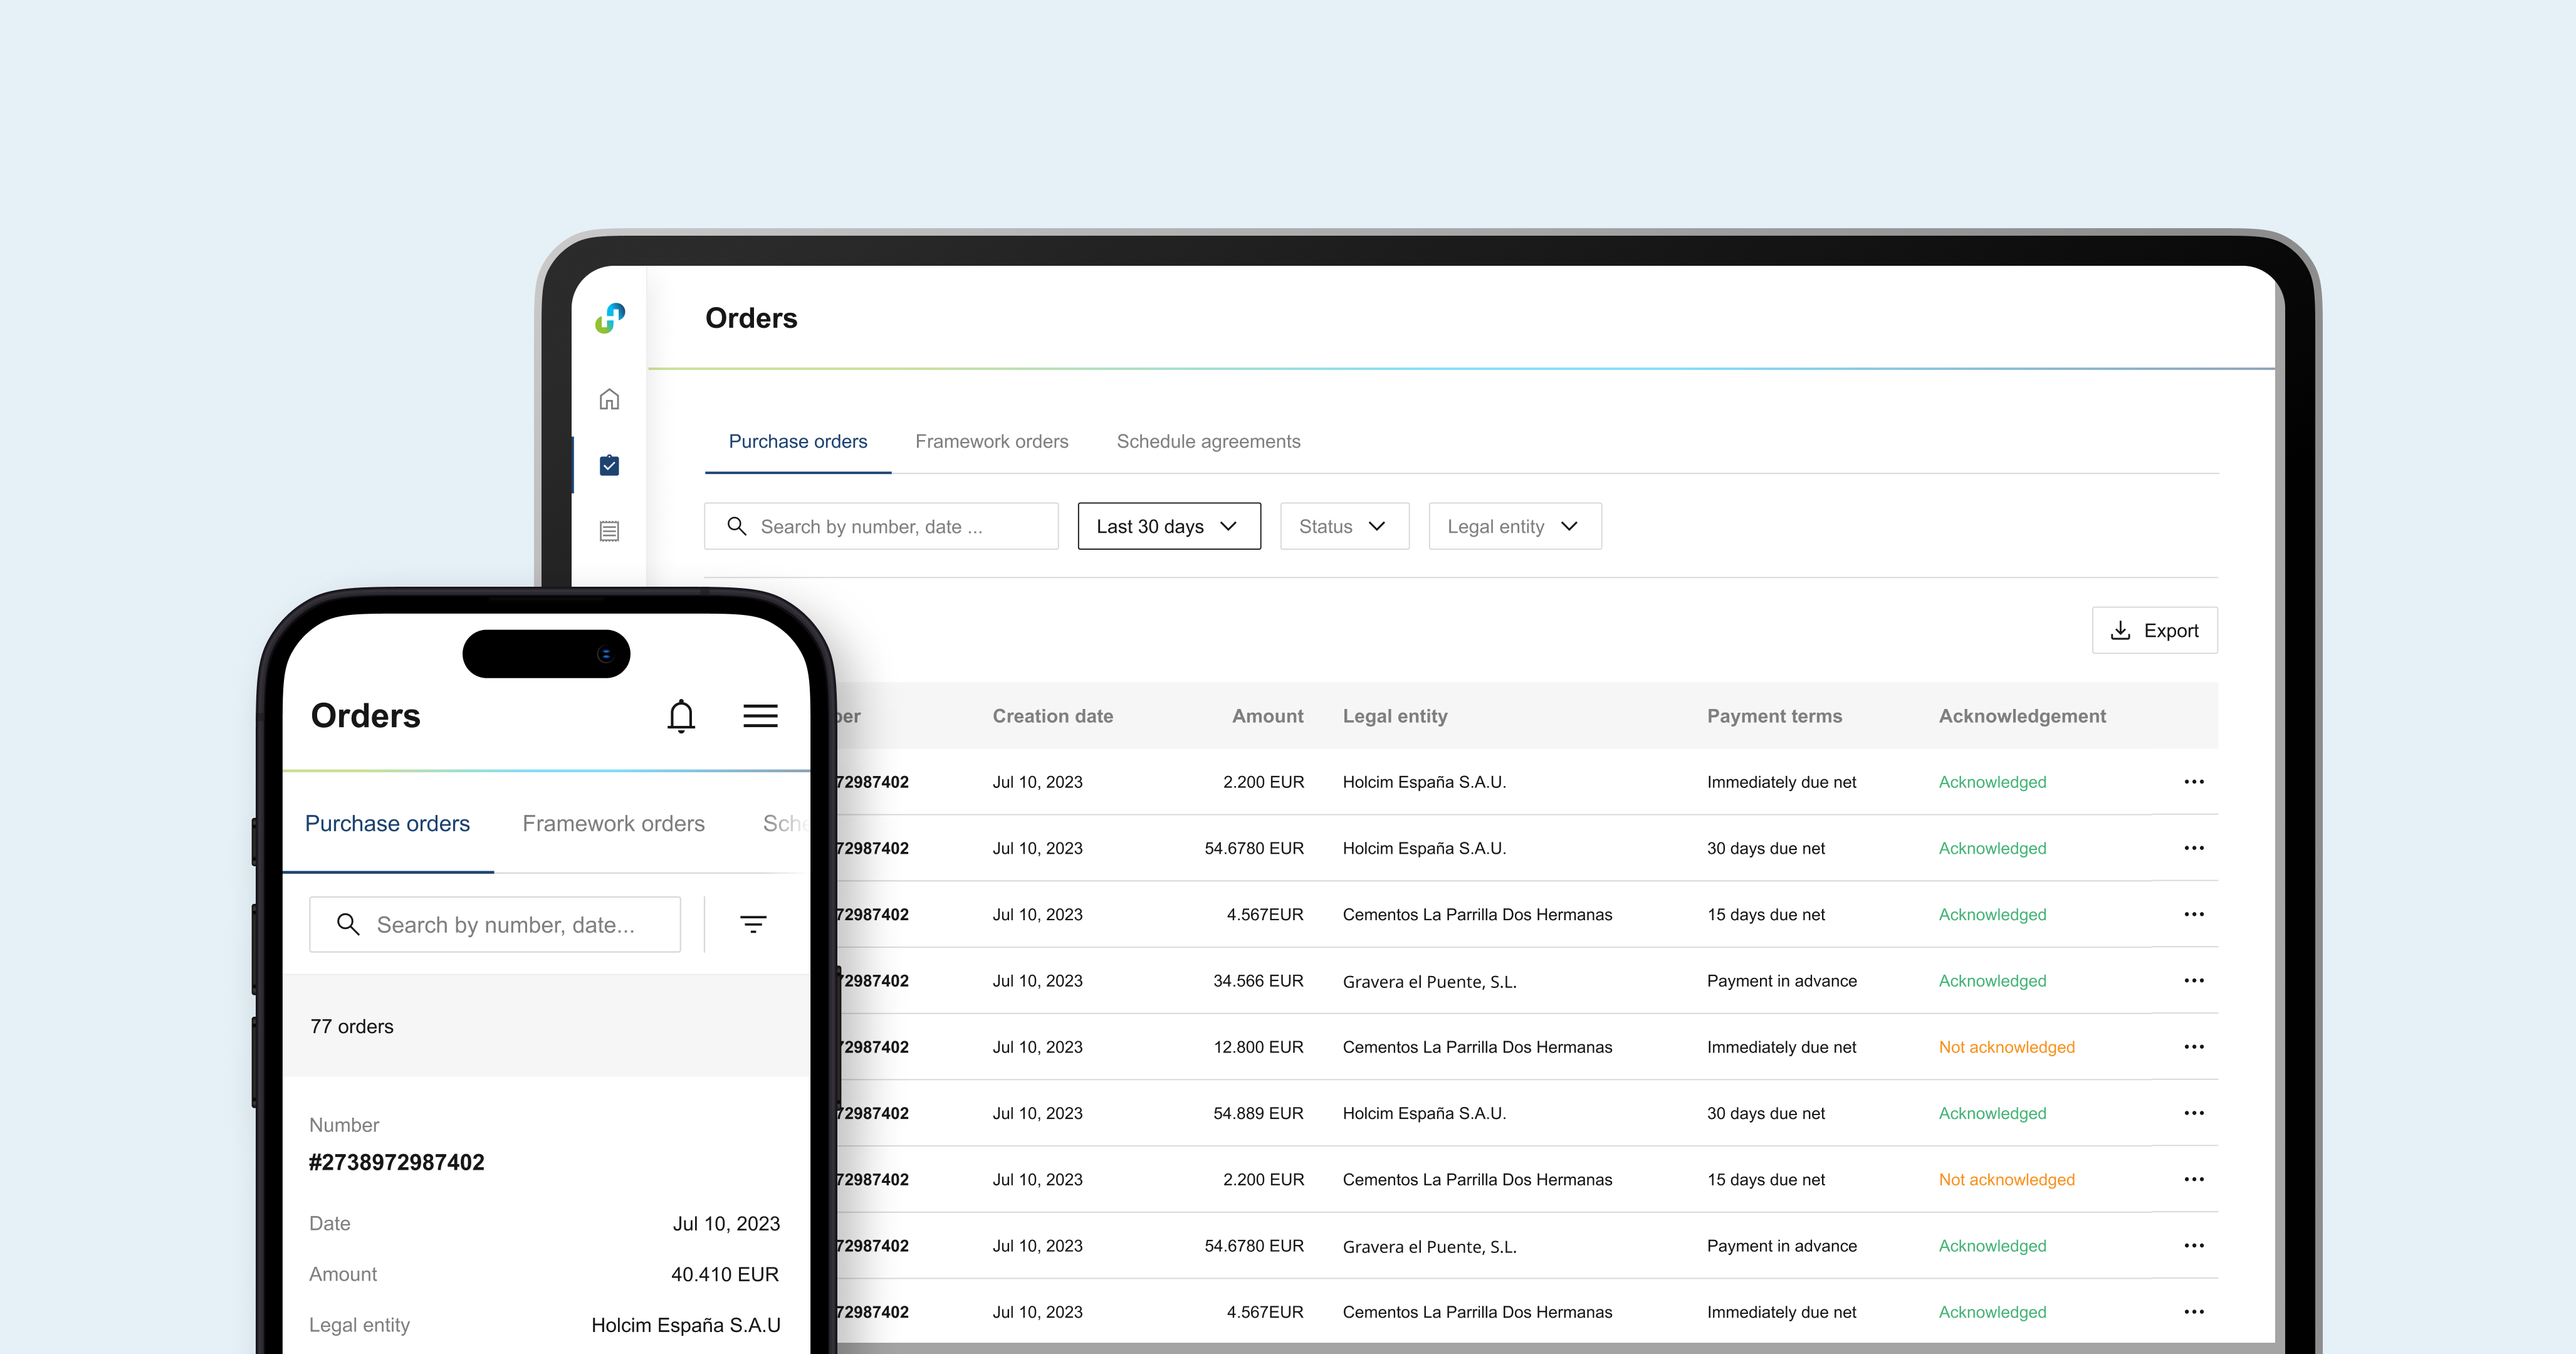 Orders
Purchase orders Framework orders Schedule agreements
Search by number, date ... Last 30 days Status Legal entity
Export
Creation date Amount Legal entity Payment terms Acknowledgement
72987402 Jul 10, 2023 2.200 EUR Holcim España S.A.U. Immediately due net Acknowledged
72987402 Jul 10, 2023 54.6780 EUR Holcim España S.A.U. 30 days due net Acknowledged
72987402 Jul 10, 2023 4.567EUR Cementos La Parrilla Dos Hermanas 15 days due net Acknowledged
72987402 Jul 10, 2023 34.566 EUR Gravera el Puente, S.L. Payment in advance Acknowledged
72987402 Jul 10, 2023 12.800 EUR Cementos La Parrilla Dos Hermanas Immediately due net Not acknowledged
72987402 Jul 10, 2023 54.889 EUR Holcim España S.A.U. 30 days due net Acknowledged
72987402 Jul 10, 2023 2.200 EUR Cementos La Parrilla Dos Hermanas 15 days due net Not acknowledged
72987402 Jul 10, 2023 54.6780 EUR Gravera el Puente, S.L. Payment in advance Acknowledged
72987402 Jul 10, 2023 4.567EUR Cementos La Parrilla Dos Hermanas Immediately due net Acknowledged
Orders
Purchase orders Framework orders
Search by number, date...
77 orders
Number
#2738972987402
Date Jul 10, 2023
Amount 40.410 EUR
Legal entity Holcim España S.A.U